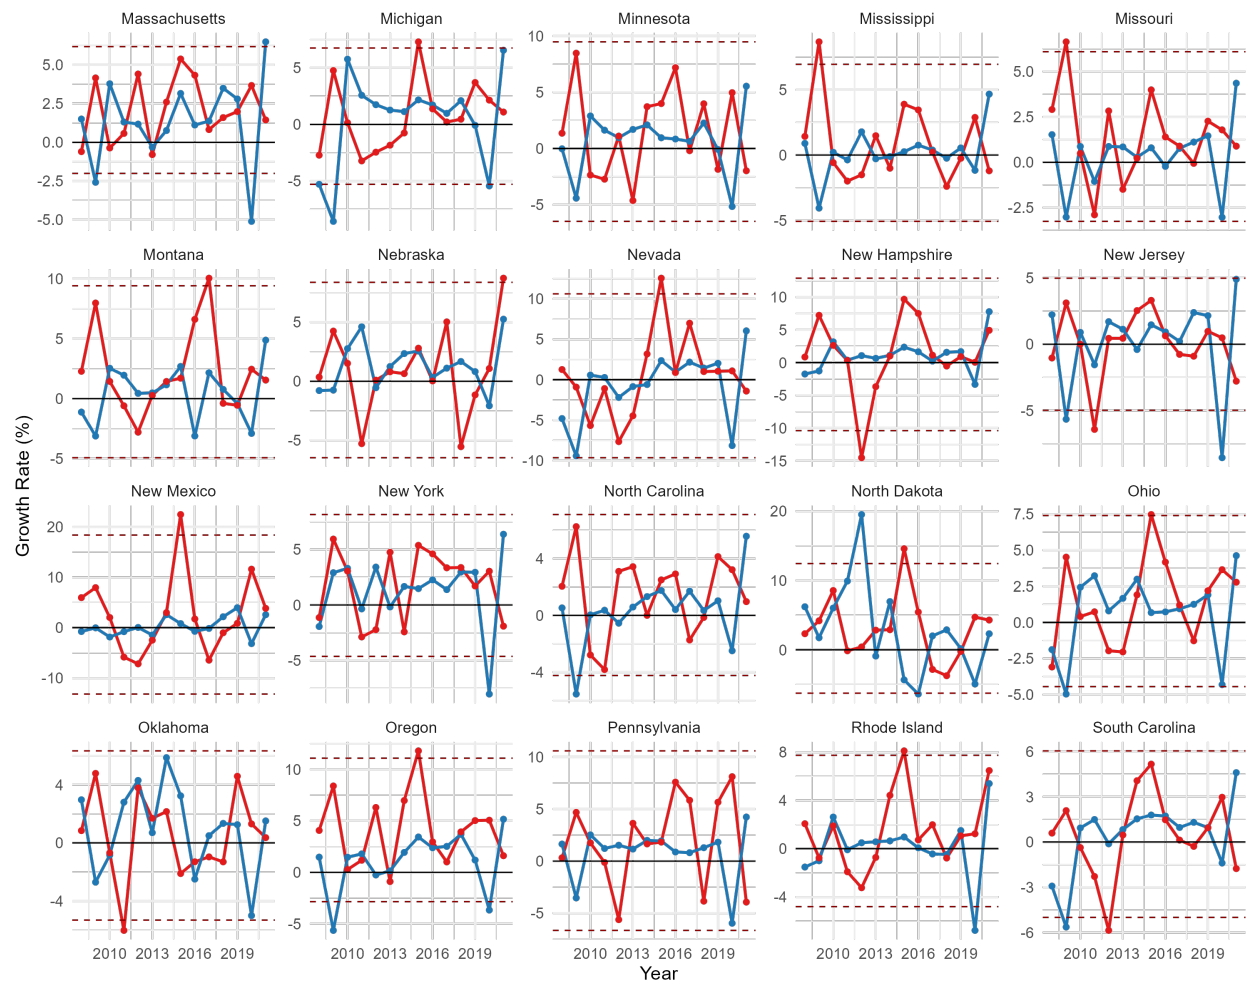 Massachusetts Michigan Minnesota Mississippi Missouri
5.0 2.5 0.0 -2.5 -5.0
5 0 -5
10 5 0 -5
5 0 -5
5.0 2.5 0.0 -2.5
Montana Nebraska Nevada New Hampshire New Jersey
10 5 0 -5
5 0 -5
10 5 0 -5 -10
10 5 0 -5 -10 -15
5 0 -5
Growth Rate (%)
New Mexico New York North Carolina North Dakota Ohio
20 10 0 -10
5 0 -5
4 0 -4
20 10 0
7.5 5.0 2.5 0.0 -2.5 -5.0
Oklahoma Oregon Pennsylvania Rhode Island South Carolina
4 0 -4
10 5 0 -5
10 5 0 -5
8 4 0 -4
6 3 0 -3 -6
2010 2013 2016 2019 2010 2013 2016 2019 2010 2013 2016 2019 2010 2013 2016 2019 2010 2013 2016 2019
Year